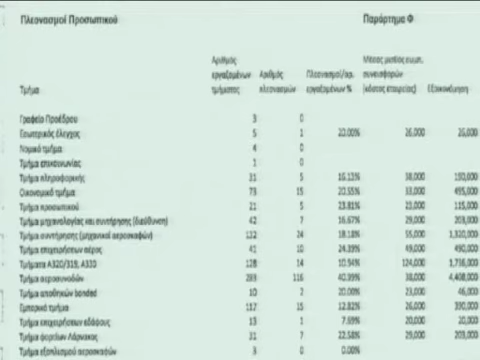 Πλεονασμοί Προσωπικού Παράρτημα Φ
Αριθμός εργαζομένων τμήματος Αριθμός πλεονασμών Πλεονασμοί/αρ. εργαζομένων % Μέσος μισθός συμπ. συνεισφορών (κόστος εταιρείας) Εξοικονόμηση
Τμήμα
Γραφείο Προέδρου 3 0
Εσωτερικός έλεγχος 5 1 20.00% 26,000 26,000
Νομικό τμήμα 4 0
Τμήμα επικοινωνίας 1 0
Τμήμα πληροφορικής 31 5 16.13% 38,000 190,000
Οικονομικό τμήμα 73 15 20.55% 33,000 495,000
Τμήμα προσωπικού 21 5 23.81% 23,000 115,000
Τμήμα μηχανολογίας και συντήρησης (διεύθυνση) 42 7 16.67% 29,000 203,000
Τμήμα συντήρησης (μηχανικοί αεροσκαφών) 132 24 18.18% 55,000 1,320,000
Τμήμα επιχειρήσεων αέρος 41 10 24.39% 49,000 490,000
Τμήματα A320/319, A330 128 14 10.94% 124,000 1,736,000
Τμήμα αεροσυνοδών 283 116 40.99% 38,000 4,408,000
Τμήμα αποθηκών bonded 10 2 20.00% 23,000 46,000
Εμπορικό τμήμα 117 15 12.82% 26,000 390,000
Τμήμα επιχειρήσεων εδάφους 13 1 7.69% 20,000 20,000
Τμήμα φορτίων Λάρνακας 31 7 22.58% 29,000 203,000
Τμήμα εξοπλισμού αεροσκαφών 3 0 0.00%